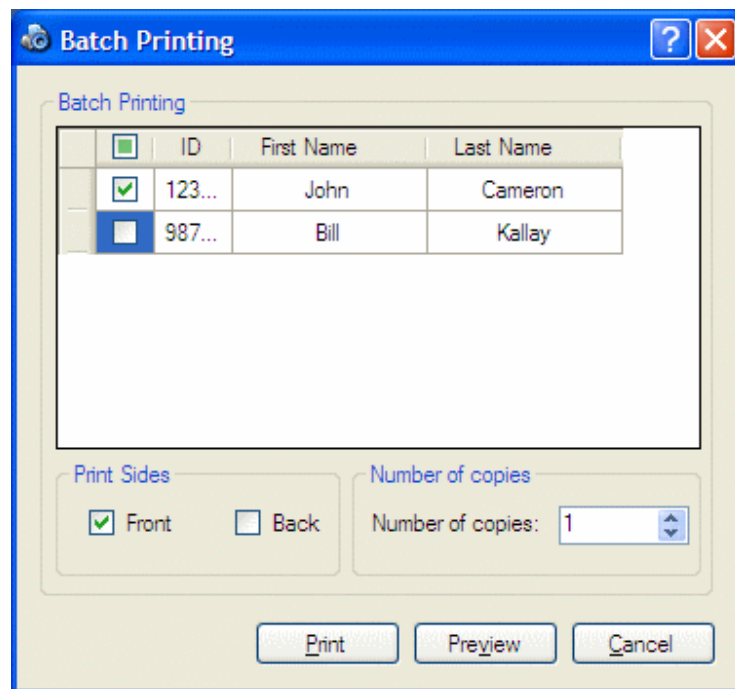 Batch Printing
Batch Printing
ID First Name Last Name
123... John Cameron
987... Bill Kallay
Print Sides
Front Back
Number of copies
Number of copies: 1
Print Preview Cancel